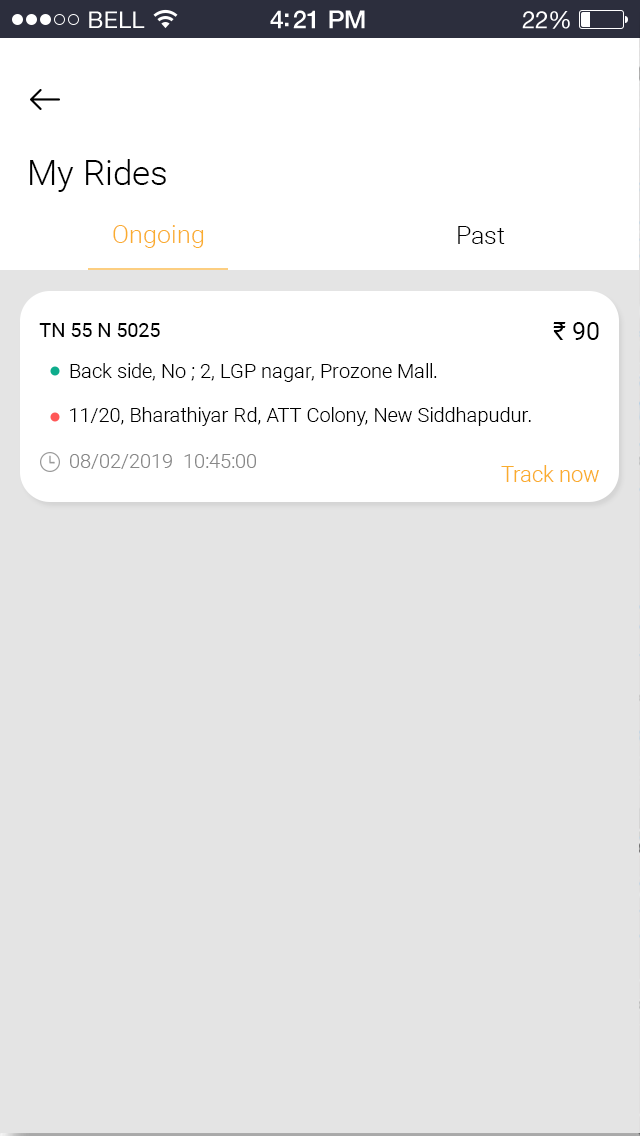 BELL 4:21 PM 22%
My Rides
Ongoing Past
TN 55 N 5025 ₹ 90
Back side, No ; 2, LGP nagar, Prozone Mall.
11/20, Bharathiyar Rd, ATT Colony, New Siddhapudur.
08/02/2019 10:45:00
Track now